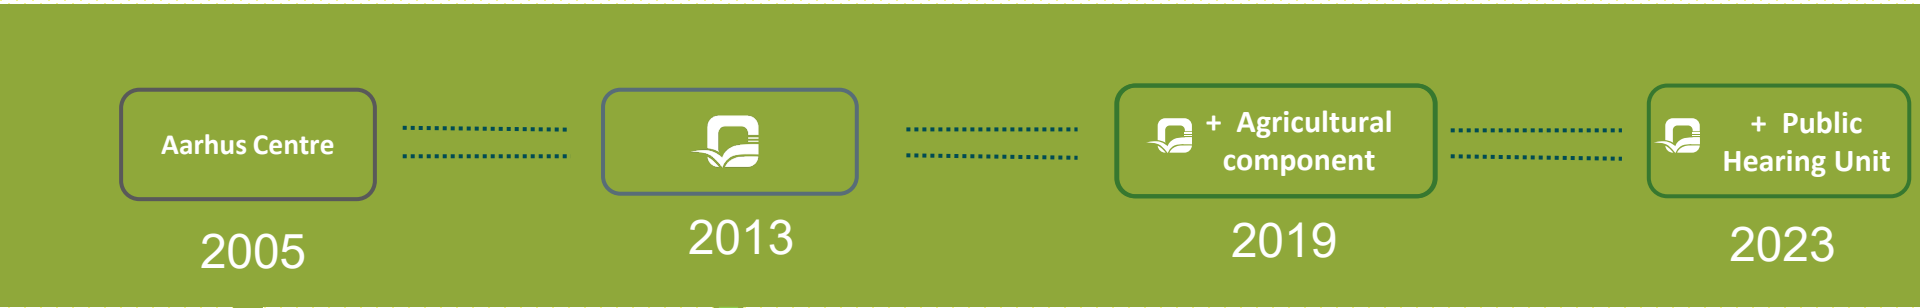 Aarhus Centre
2005
2013
+ Agricultural
component
2019
+ Public
Hearing Unit
2023